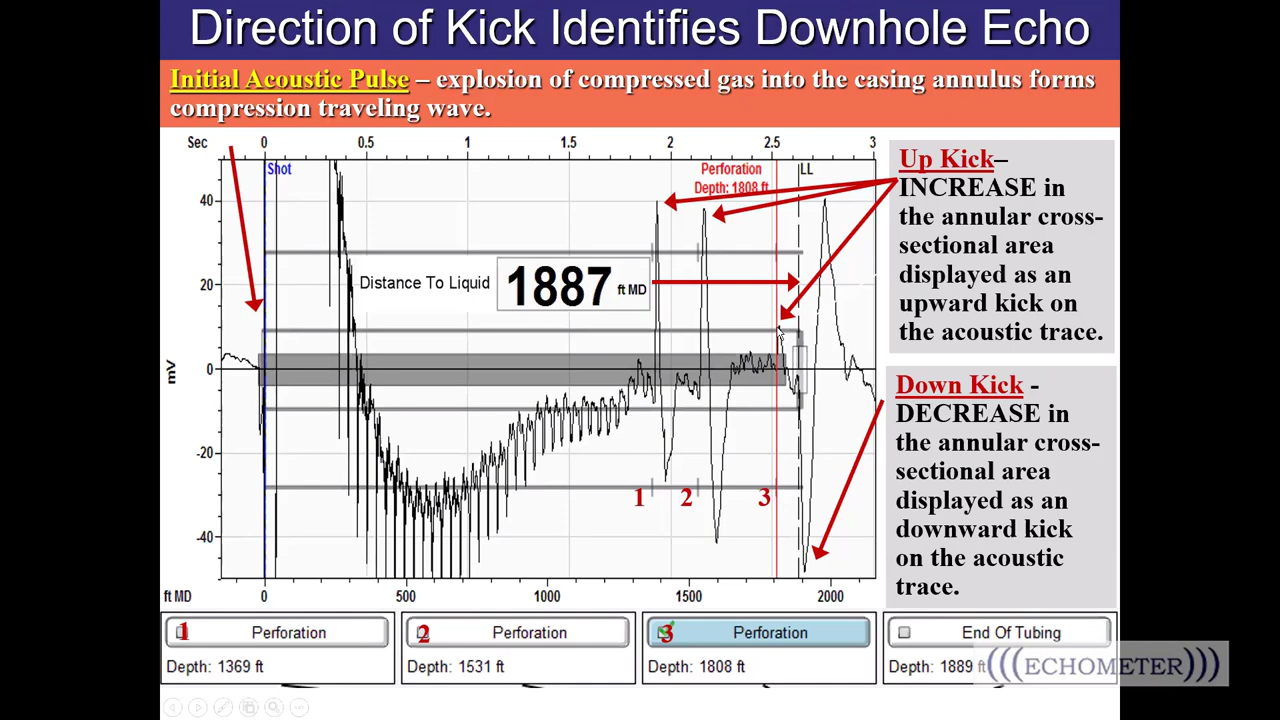 Direction of Kick Identifies Downhole Echo
Initial Acoustic Pulse – explosion of compressed gas into the casing annulus forms
compression traveling wave.
Sec 0 0.5 1 1.5 2 2.5 3
Shot
Perforation
Depth: 1808 ft
LL
40
20
0
-20
-40
mV
Distance To Liquid 1887 ft MD
1 2 3
ft MD 0 500 1000 1500 2000
Up Kick–
INCREASE in
the annular cross-
sectional area
displayed as an
upward kick on
the acoustic trace.
Down Kick -
DECREASE in
the annular cross-
sectional area
displayed as an
downward kick
on the acoustic
trace.
1 Perforation
Depth: 1369 ft
2 Perforation
Depth: 1531 ft
3 Perforation
Depth: 1808 ft
End Of Tubing
Depth: 1889 ft
(((ECHOMETER)))